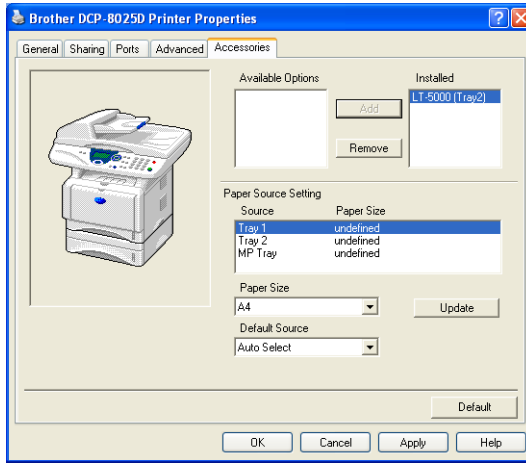 Brother DCP-8025D Printer Properties
General Sharing Ports Advanced Accessories
Available Options Installed
LT-5000 (Tray2)
Add
Remove
Paper Source Setting
Source Paper Size
Tray 1 undefined
Tray 2 undefined
MP Tray undefined
Paper Size
A4
Update
Default Source
Auto Select
Default
OK Cancel Apply Help